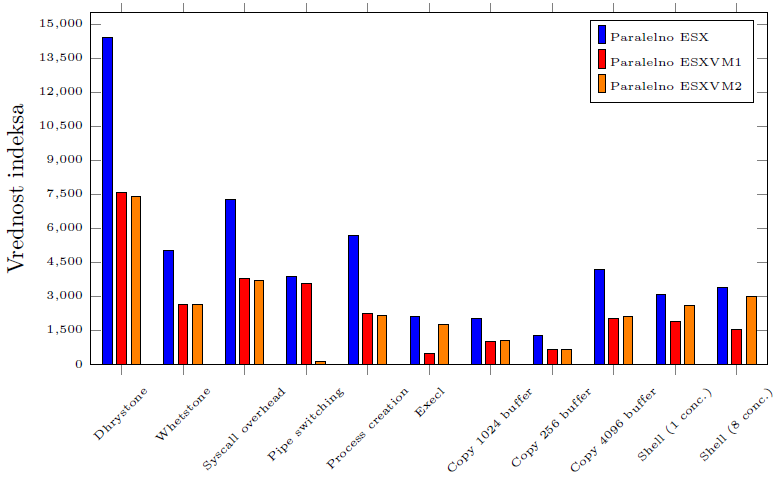 Vrednost indeksa
15,000
13,500
12,000
10,500
9,000
7,500
6,000
4,500
3,000
1,500
0
Paralelno ESX
Paralelno ESXVM1
Paralelno ESXVM2
Dhrystone
Whetstone
Syscall overhead
Pipe switching
Process creation
Execl
Copy 1024 buffer
Copy 256 buffer
Copy 4096 buffer
Shell (1 conc.)
Shell (8 conc.)